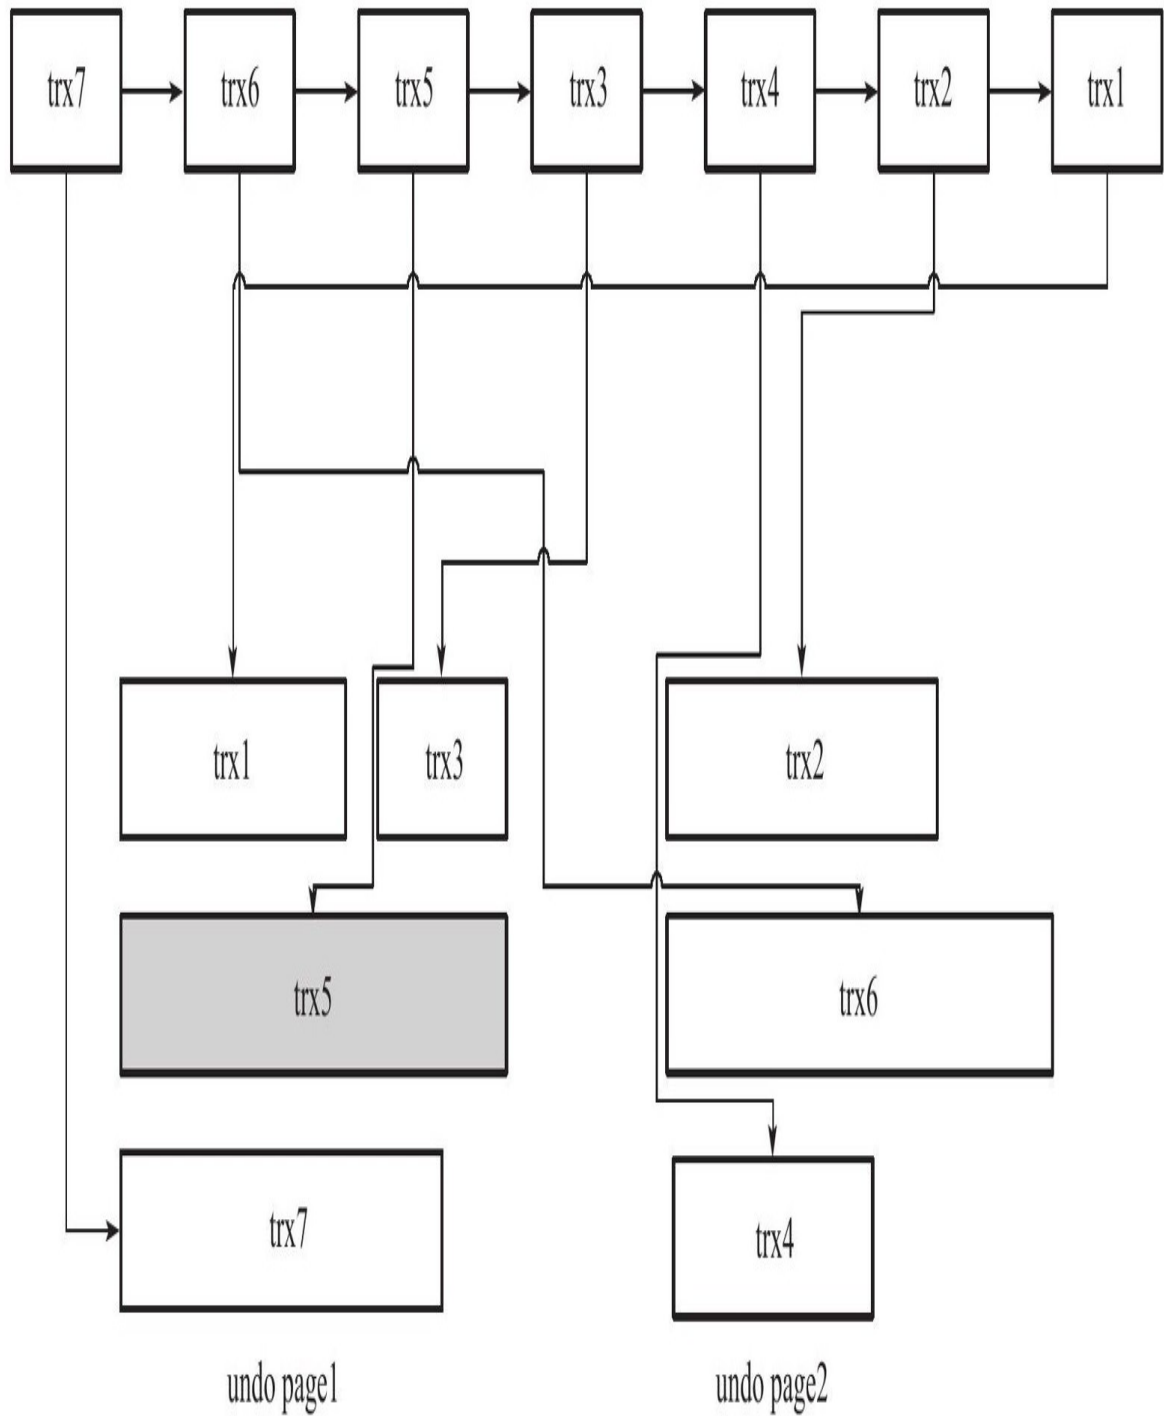 trx7 trx6 trx5 trx3 trx4 trx2 trx1
trx1 trx3 trx2
trx5 trx6
trx7 trx4
undo page1 undo page2